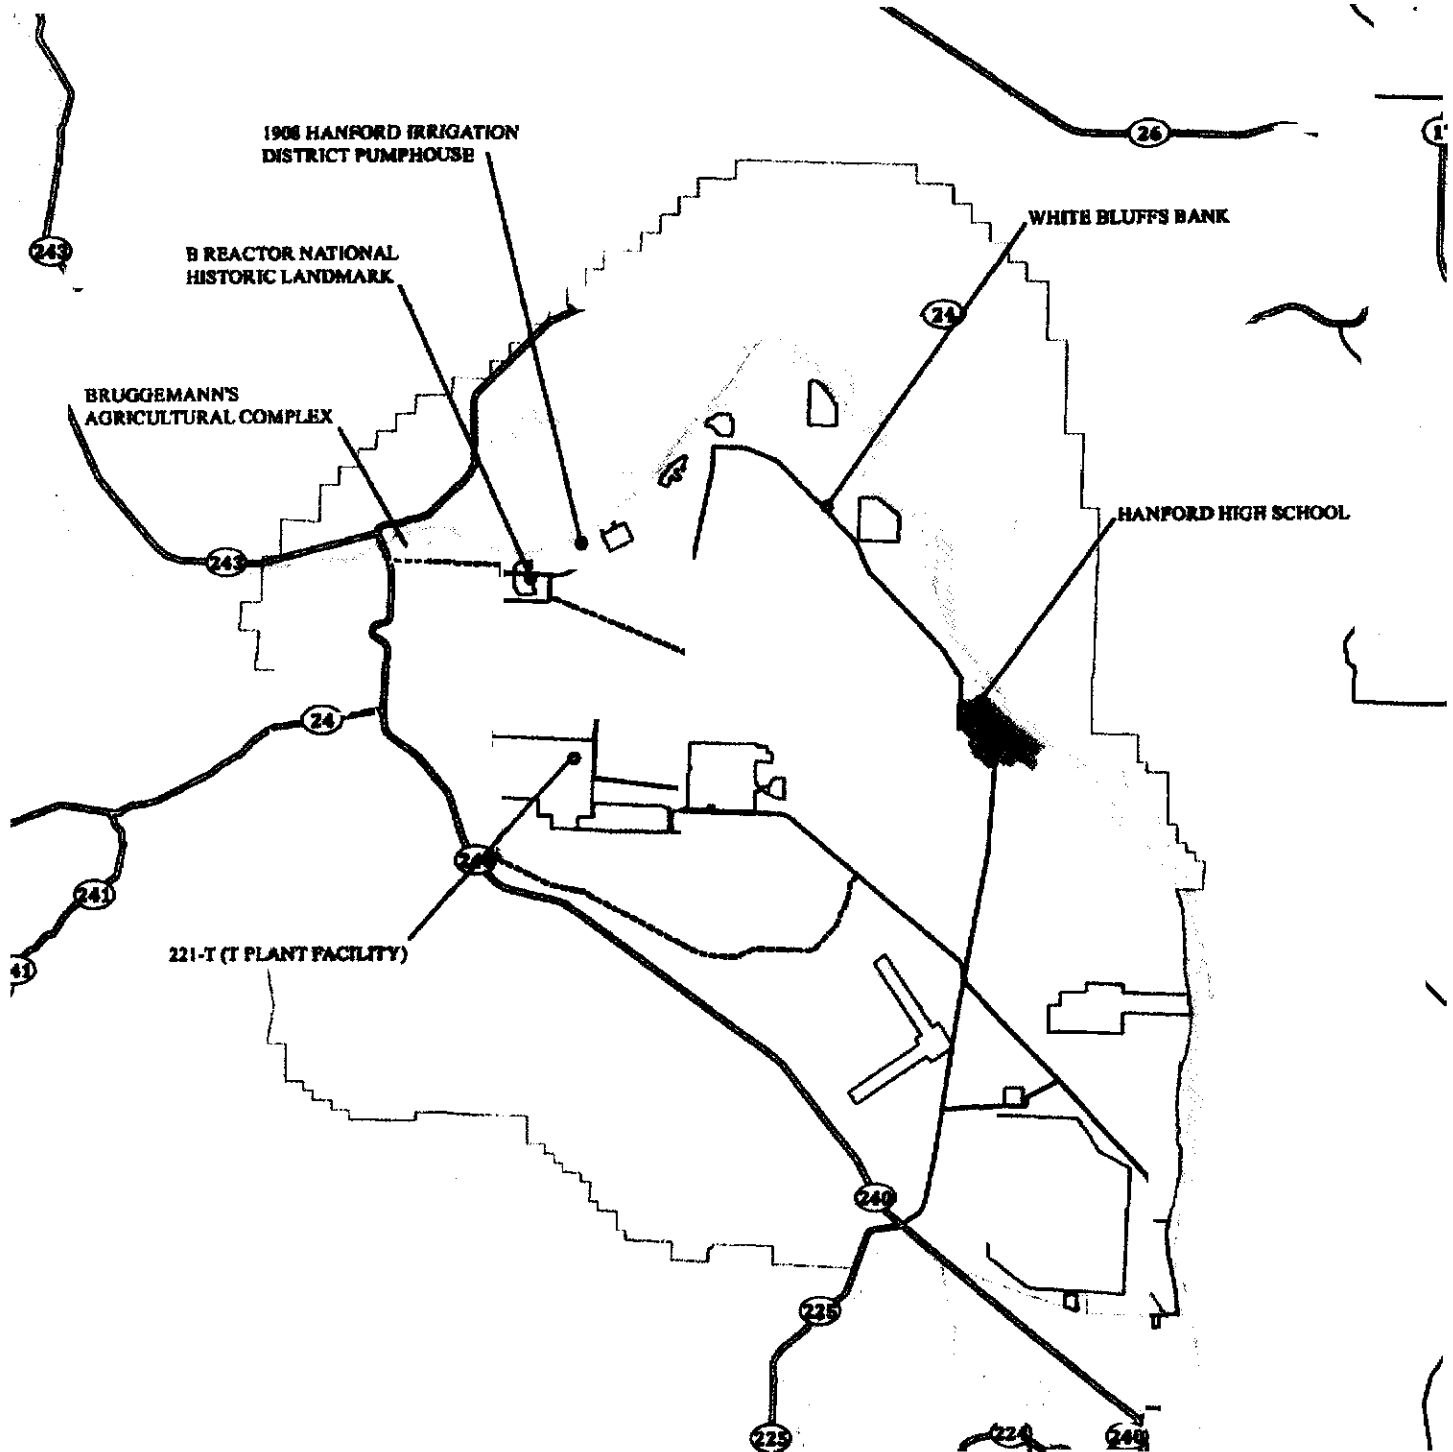 26
1908 HANFORD IRRIGATION
DISTRICT PUMPHOUSE
WHITE BLUFFS BANK
243
B REACTOR NATIONAL
HISTORIC LANDMARK
24
BRUGGEMANN'S
AGRICULTURAL COMPLEX
HANFORD HIGH SCHOOL
243
24
241
221-T (T PLANT FACILITY)
41
240
225
225
224
240